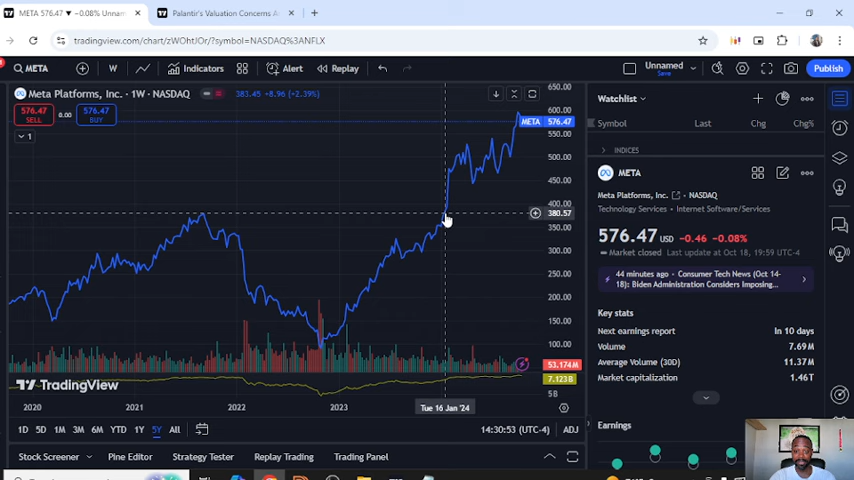 META 576.47 ▼ −0.08% Unnam
Palantir's Valuation Concerns A
tradingview.com/chart/zWOhtJOr/?symbol=NASDAQ%3ANFLX
META
W
Indicators
Alert
Replay
Unnamed
Save
Publish
Meta Platforms, Inc. · 1W · NASDAQ
383.45 +8.96 (+2.39%)
576.47
SELL
0.00
576.47
BUY
1
650.00
600.00
META 576.47
550.00
500.00
450.00
400.00
380.57
350.00
300.00
250.00
200.00
150.00
100.00
53.174M
7.123B
5B
TradingView
2020
2021
2022
2023
Tue 16 Jan '24
1D 5D 1M 3M 6M YTD 1Y 5Y All
14:30:53 (UTC-4)
ADJ
Stock Screener
Pine Editor
Strategy Tester
Replay Trading
Trading Panel
Watchlist
Symbol
Last
Chg
Chg%
INDICES
META
Meta Platforms, Inc.
NASDAQ
Technology Services • Internet Software/Services
576.47 USD −0.46 −0.08%
Market closed
Last update at Oct 18, 19:59 UTC-4
44 minutes ago • Consumer Tech News (Oct 14-
18): Biden Administration Considers Imposing...
Key stats
Next earnings report
In 10 days
Volume
7.69M
Average Volume (30D)
11.37M
Market capitalization
1.46T
Earnings